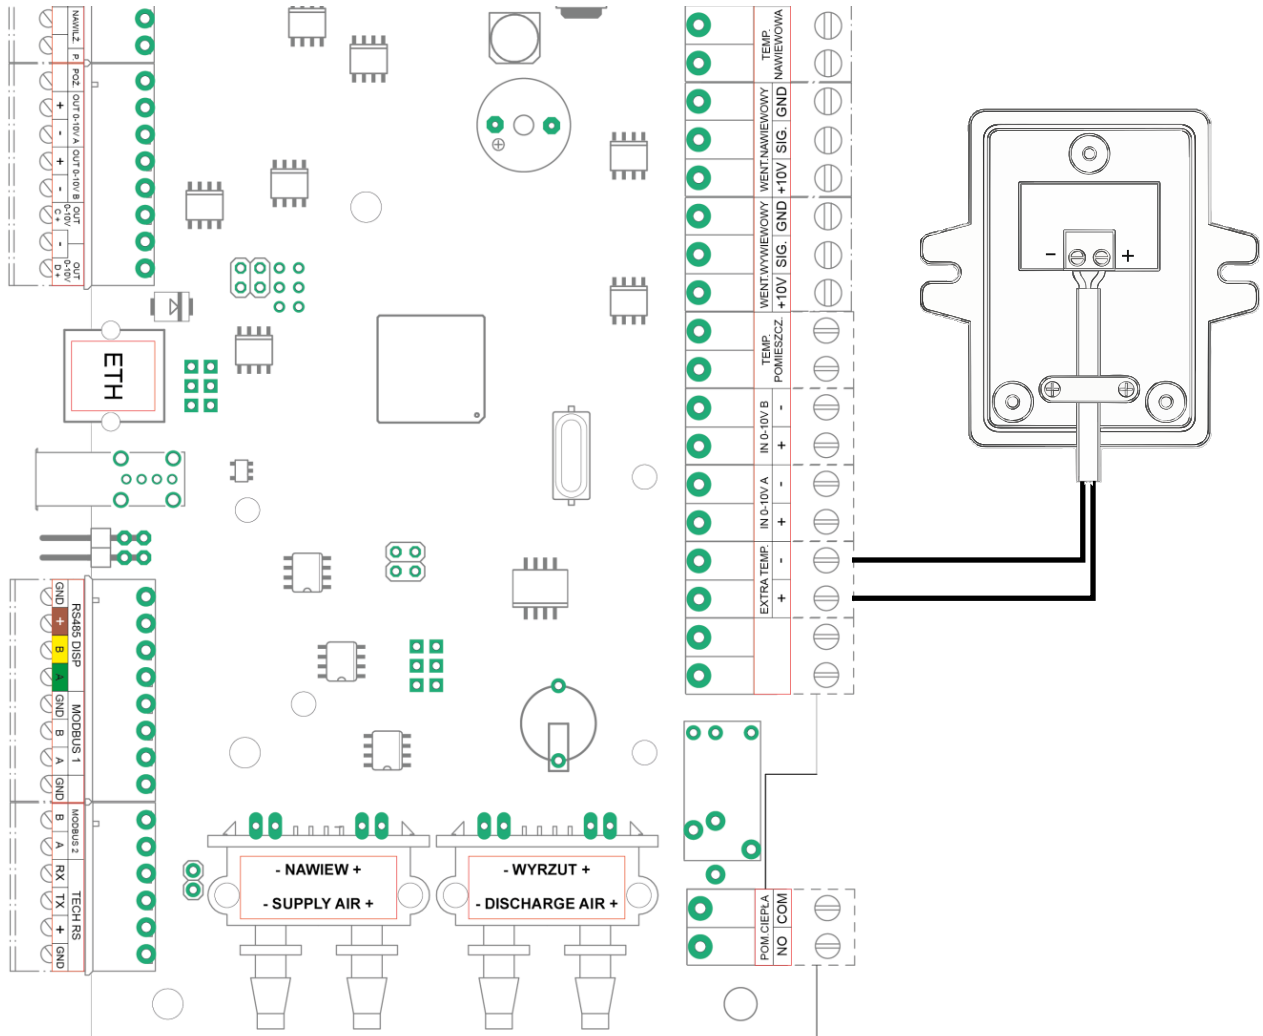 NAWILŻ.
P.
POŻ.
+
OUT 0-10V A
-
+
OUT 0-10V B
-
C +
OUT
0-10V
-
D +
OUT
0-10V
ETH
GND
+
B
A
RS485 DISP
GND
B
A
GND
MODBUS 1
B
A
MODBUS 2
RX
TX
+
GND
TECH RS
- NAWIEW +
- SUPPLY AIR +
- WYRZUT +
- DISCHARGE AIR +
TEMP.
NAWIEWOWA
WENT.NAWIEWOWY
GND
SIG.
+10V
WENT.WYWIEWOWY
GND
SIG.
+10V
TEMP.
POMIESZCZ.
IN 0-10V B
-
+
IN 0-10V A
-
+
EXTRA TEMP.
-
+
POM.CIEPŁA
COM
NO
- +